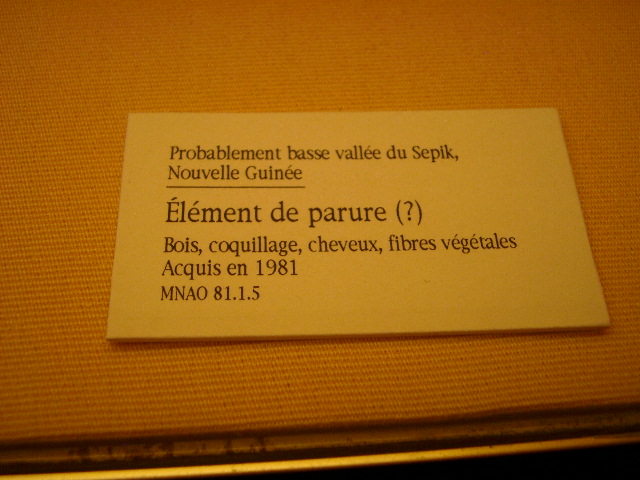 Probablement basse vallée du Sepik,
Nouvelle Guinée
Élément de parure (?)
Bois, coquillage, cheveux, fibres végétales
Acquis en 1981
MNAO 81.1.5